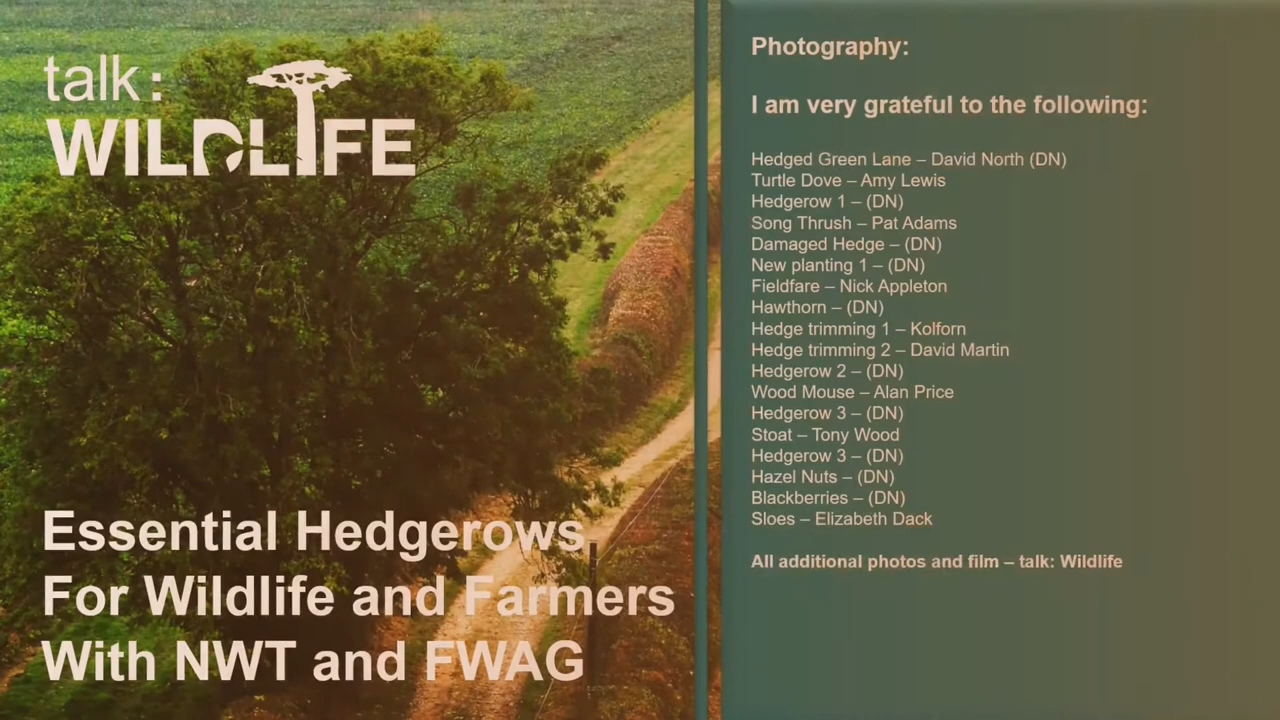 talk:
WILDLIFE
Essential Hedgerows
For Wildlife and Farmers
With NWT and FWAG
Photography:
I am very grateful to the following:
Hedged Green Lane – David North (DN)
Turtle Dove – Amy Lewis
Hedgerow 1 – (DN)
Song Thrush – Pat Adams
Damaged Hedge – (DN)
New planting 1 – (DN)
Fieldfare – Nick Appleton
Hawthorn – (DN)
Hedge trimming 1 – Kolforn
Hedge trimming 2 – David Martin
Hedgerow 2 – (DN)
Wood Mouse – Alan Price
Hedgerow 3 – (DN)
Stoat – Tony Wood
Hedgerow 3 – (DN)
Hazel Nuts – (DN)
Blackberries – (DN)
Sloes – Elizabeth Dack
All additional photos and film – talk: Wildlife